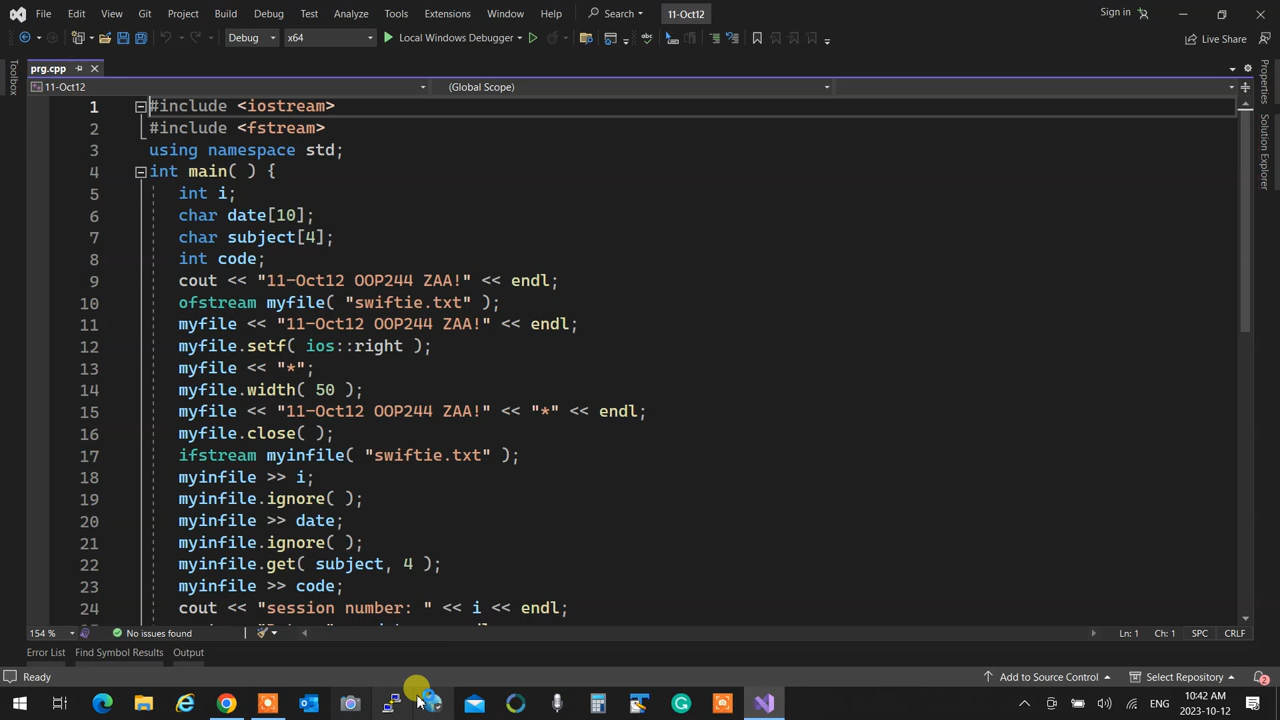 File Edit View Git Project Build Debug Test Analyze Tools Extensions Window Help Search 11-Oct12 Sign in
Debug x64 Local Windows Debugger Live Share
prg.cpp
11-Oct12 (Global Scope)
Toolbox
Properties
Solution Explorer
1 #include <iostream>
2 #include <fstream>
3 using namespace std;
4 int main( ) {
5 int i;
6 char date[10];
7 char subject[4];
8 int code;
9 cout << "11-Oct12 OOP244 ZAA!" << endl;
10 ofstream myfile( "swiftie.txt" );
11 myfile << "11-Oct12 OOP244 ZAA!" << endl;
12 myfile.setf( ios::right );
13 myfile << "*";
14 myfile.width( 50 );
15 myfile << "11-Oct12 OOP244 ZAA!" << "*" << endl;
16 myfile.close( );
17 ifstream myinfile( "swiftie.txt" );
18 myinfile >> i;
19 myinfile.ignore( );
20 myinfile >> date;
21 myinfile.ignore( );
22 myinfile.get( subject, 4 );
23 myinfile >> code;
24 cout << "session number: " << i << endl;
154 % No issues found Ln: 1 Ch: 1 SPC CRLF
Error List Find Symbol Results Output
Ready Add to Source Control Select Repository 2
ENG 10:42 AM
2023-10-12